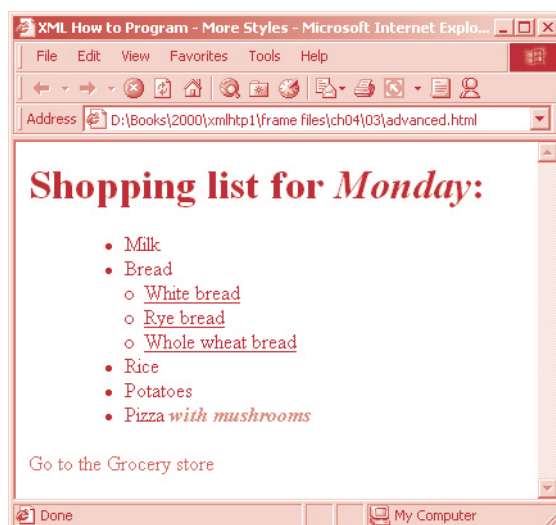 XML How to Program - More Styles - Microsoft Internet Explo...
File Edit View Favorites Tools Help
Address D:\Books\2000\xmlhtp1\frame files\ch04\03\advanced.html
Shopping list for Monday:
Milk
Bread
White bread
Rye bread
Whole wheat bread
Rice
Potatoes
Pizza with mushrooms
Go to the Grocery store
Done My Computer